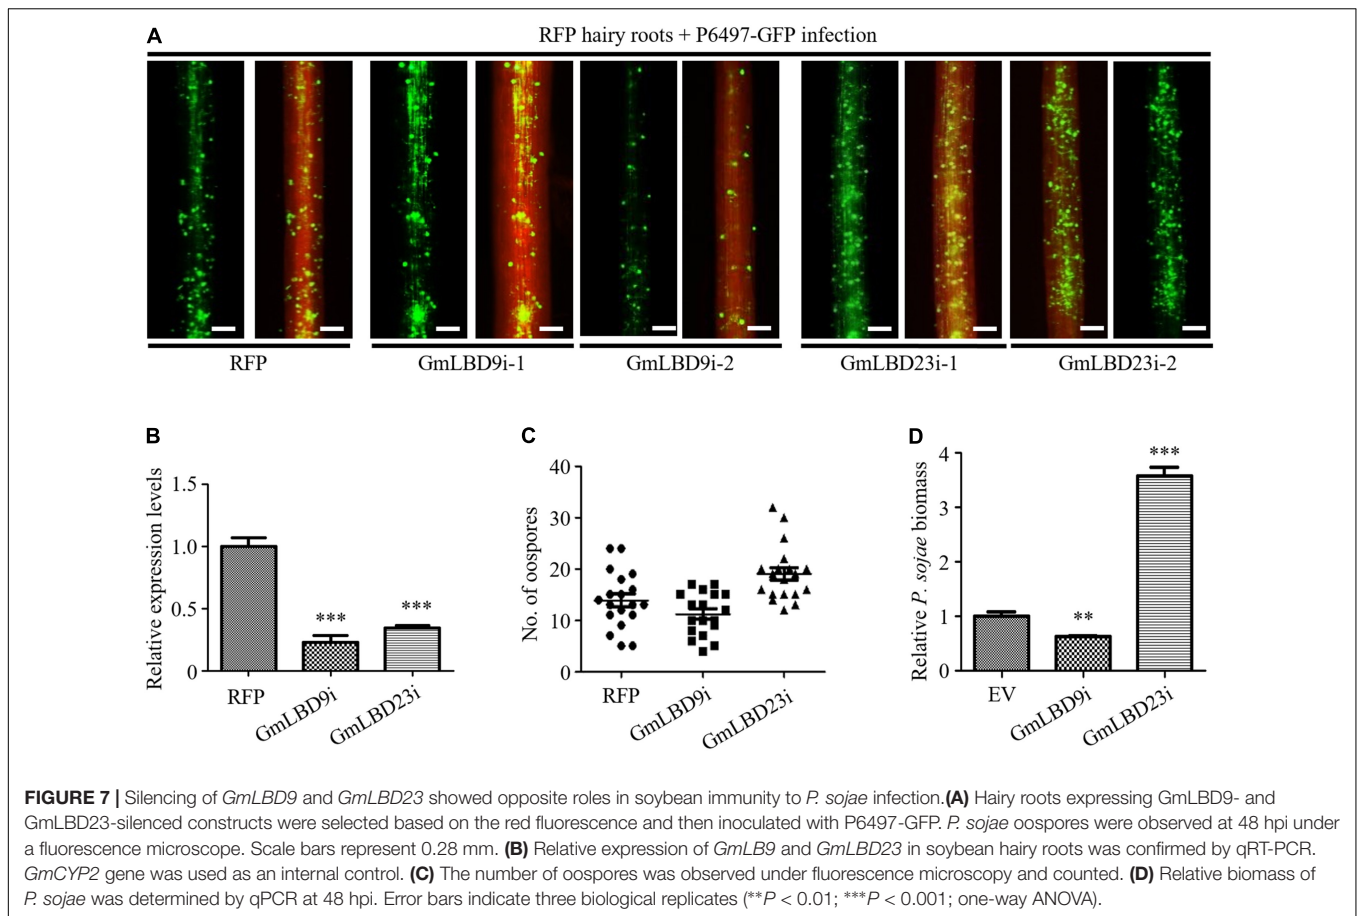 A
RFP hairy roots + P6497-GFP infection
RFP
GmLBD9i-1
GmLBD9i-2
GmLBD23i-1
GmLBD23i-2
B
Relative expression levels
1.5
1.0
0.5
0
***
***
RFP
GmLBD9i
GmLBD23i
C
No. of oospores
40
30
20
10
0
RFP
GmLBD9i
GmLBD23i
D
Relative P. sojae biomass
4
3
2
1
0
**
***
EV
GmLBD9i
GmLBD23i
FIGURE 7 | Silencing of GmLBD9 and GmLBD23 showed opposite roles in soybean immunity to P. sojae infection.(A) Hairy roots expressing GmLBD9- and
GmLBD23-silenced constructs were selected based on the red fluorescence and then inoculated with P6497-GFP. P. sojae oospores were observed at 48 hpi under
a fluorescence microscope. Scale bars represent 0.28 mm. (B) Relative expression of GmLB9 and GmLBD23 in soybean hairy roots was confirmed by qRT-PCR.
GmCYP2 gene was used as an internal control. (C) The number of oospores was observed under fluorescence microscopy and counted. (D) Relative biomass of
P. sojae was determined by qPCR at 48 hpi. Error bars indicate three biological replicates (**P < 0.01; ***P < 0.001; one-way ANOVA).